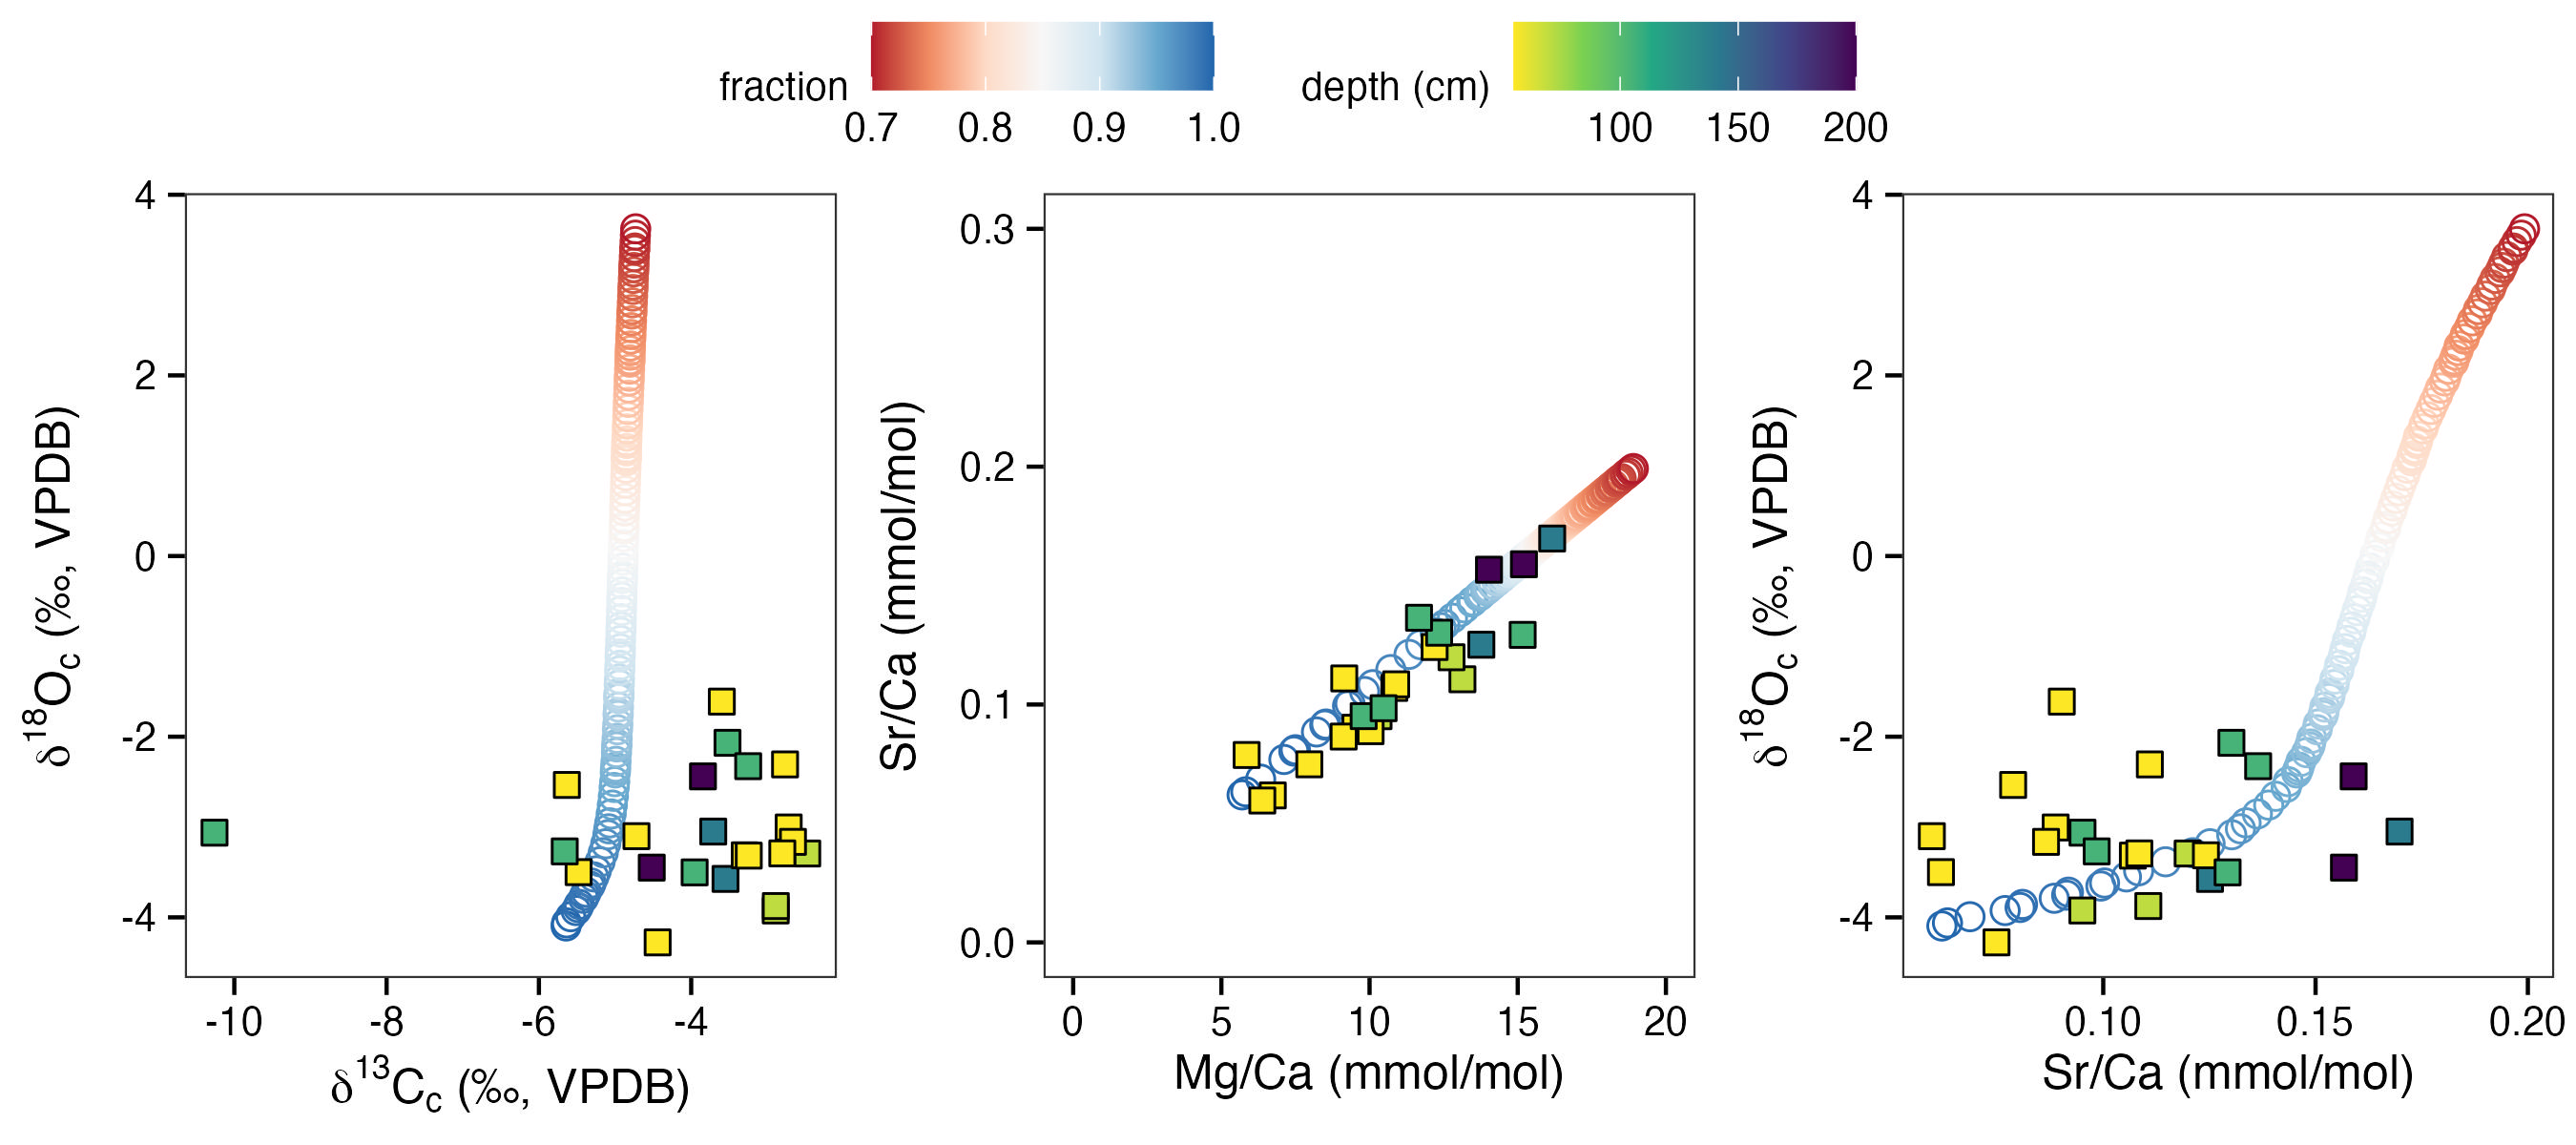 fraction
0.7 0.8 0.9 1.0
depth (cm)
100 150 200
δ18Oc (‰, VPDB)
4
2
0
-2
-4
-10 -8 -6 -4
δ13Cc (‰, VPDB)
Sr/Ca (mmol/mol)
0.3
0.2
0.1
0.0
0 5 10 15 20
Mg/Ca (mmol/mol)
δ18Oc (‰, VPDB)
4
2
0
-2
-4
0.10 0.15 0.20
Sr/Ca (mmol/mol)